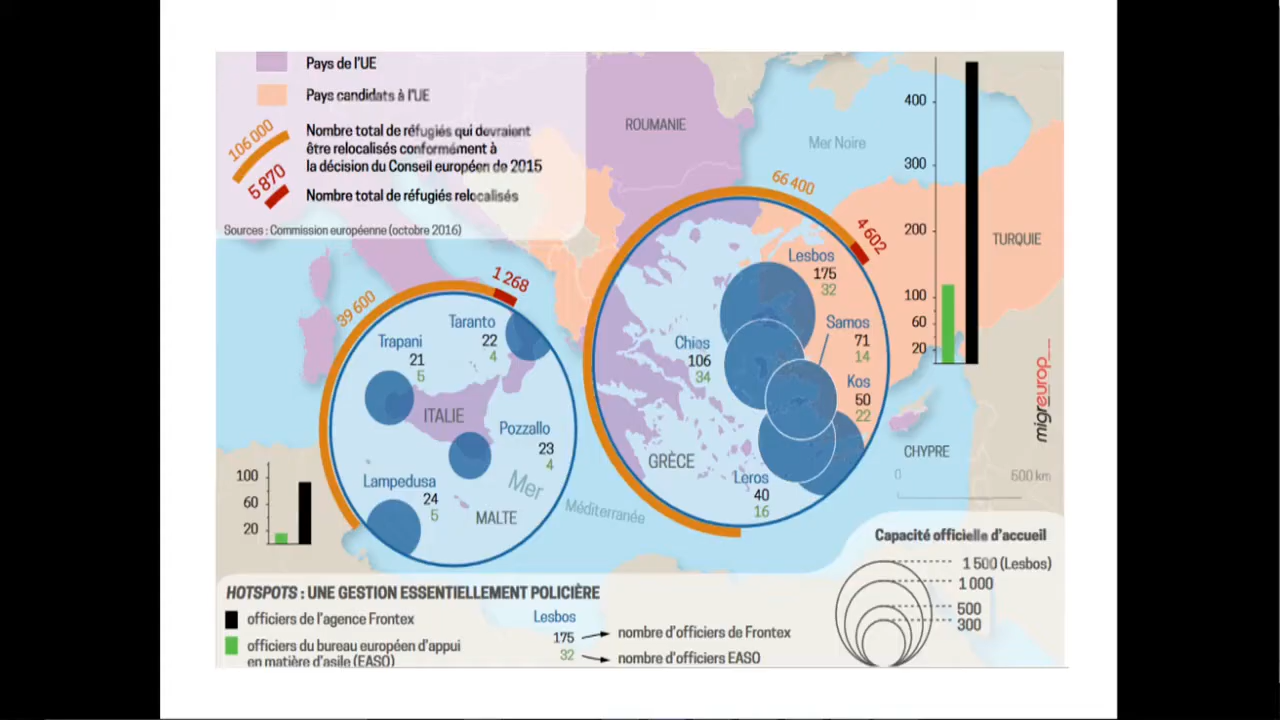 Pays de l'UE
Pays candidats à l'UE
106 000
5 870
Nombre total de réfugiés qui devraient
être relocalisés conformément à
la décision du Conseil européen de 2015
Nombre total de réfugiés relocalisés
Sources : Commission européenne (octobre 2016)
ROUMANIE
Mer Noire
TURQUIE
400
300
200
100
60
20
66 400
4 602
Lesbos
175
32
Samos
71
14
Chios
106
34
Kos
50
22
GRÈCE
Leros
40
16
39 600
1 268
Taranto
22
4
Trapani
21
5
ITALIE
Pozzallo
23
4
Lampedusa
24
5
MALTE
Mer
Méditerranée
100
60
20
migreurop
CHYPRE
0
500 km
Capacité officielle d'accueil
1 500 (Lesbos)
1 000
500
300
HOTSPOTS : UNE GESTION ESSENTIELLEMENT POLICIÈRE
officiers de l'agence Frontex
officiers du bureau européen d'appui
en matière d'asile (EASO)
Lesbos
175
nombre d'officiers de Frontex
32
nombre d'officiers EASO